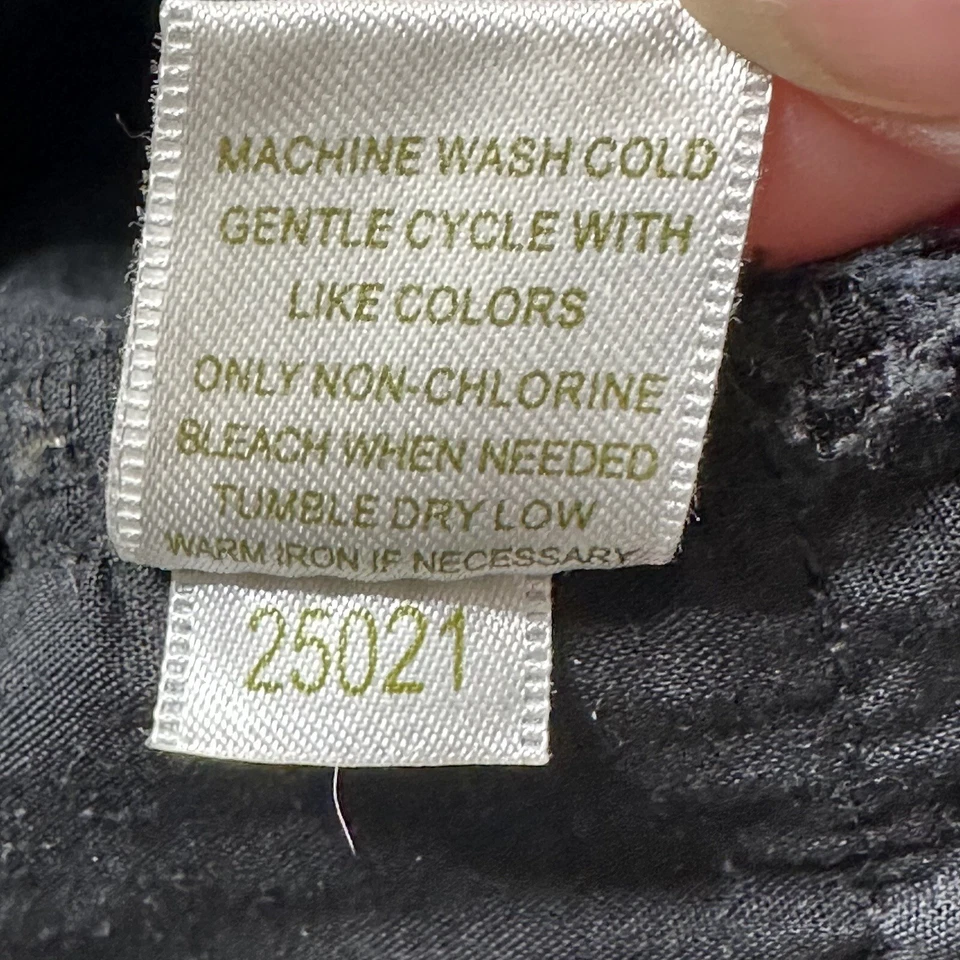 MACHINE WASH COLD
GENTLE CYCLE WITH
LIKE COLORS
ONLY NON-CHLORINE
BLEACH WHEN NEEDED
TUMBLE DRY LOW
WARM IRON IF NECESSARY
25021